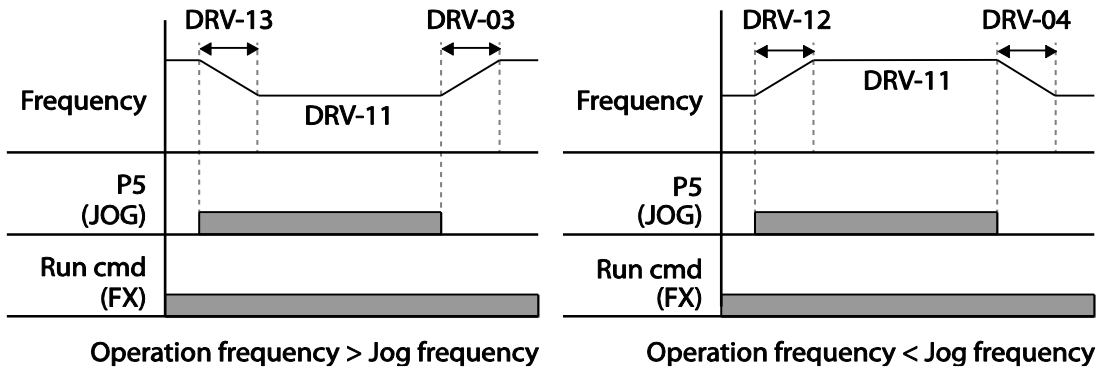 DRV-13
DRV-03
Frequency
DRV-11
P5
(JOG)
Run cmd
(FX)
Operation frequency > Jog frequency
DRV-12
DRV-04
Frequency
DRV-11
P5
(JOG)
Run cmd
(FX)
Operation frequency < Jog frequency